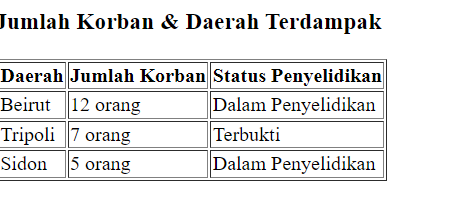 Jumlah Korban & Daerah Terdampak
Daerah Jumlah Korban Status Penyelidikan
Beirut 12 orang Dalam Penyelidikan
Tripoli 7 orang Terbukti
Sidon 5 orang Dalam Penyelidikan